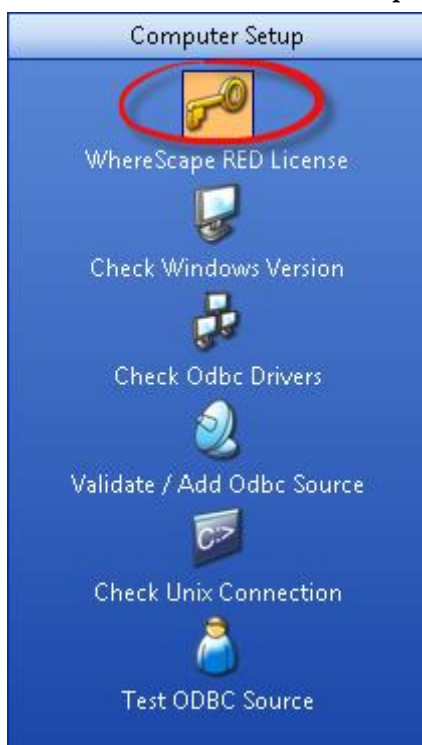 Computer Setup
WhereScape RED License
Check Windows Version
Check Odbc Drivers
Validate / Add Odbc Source
C:>
Check Unix Connection
Test ODBC Source